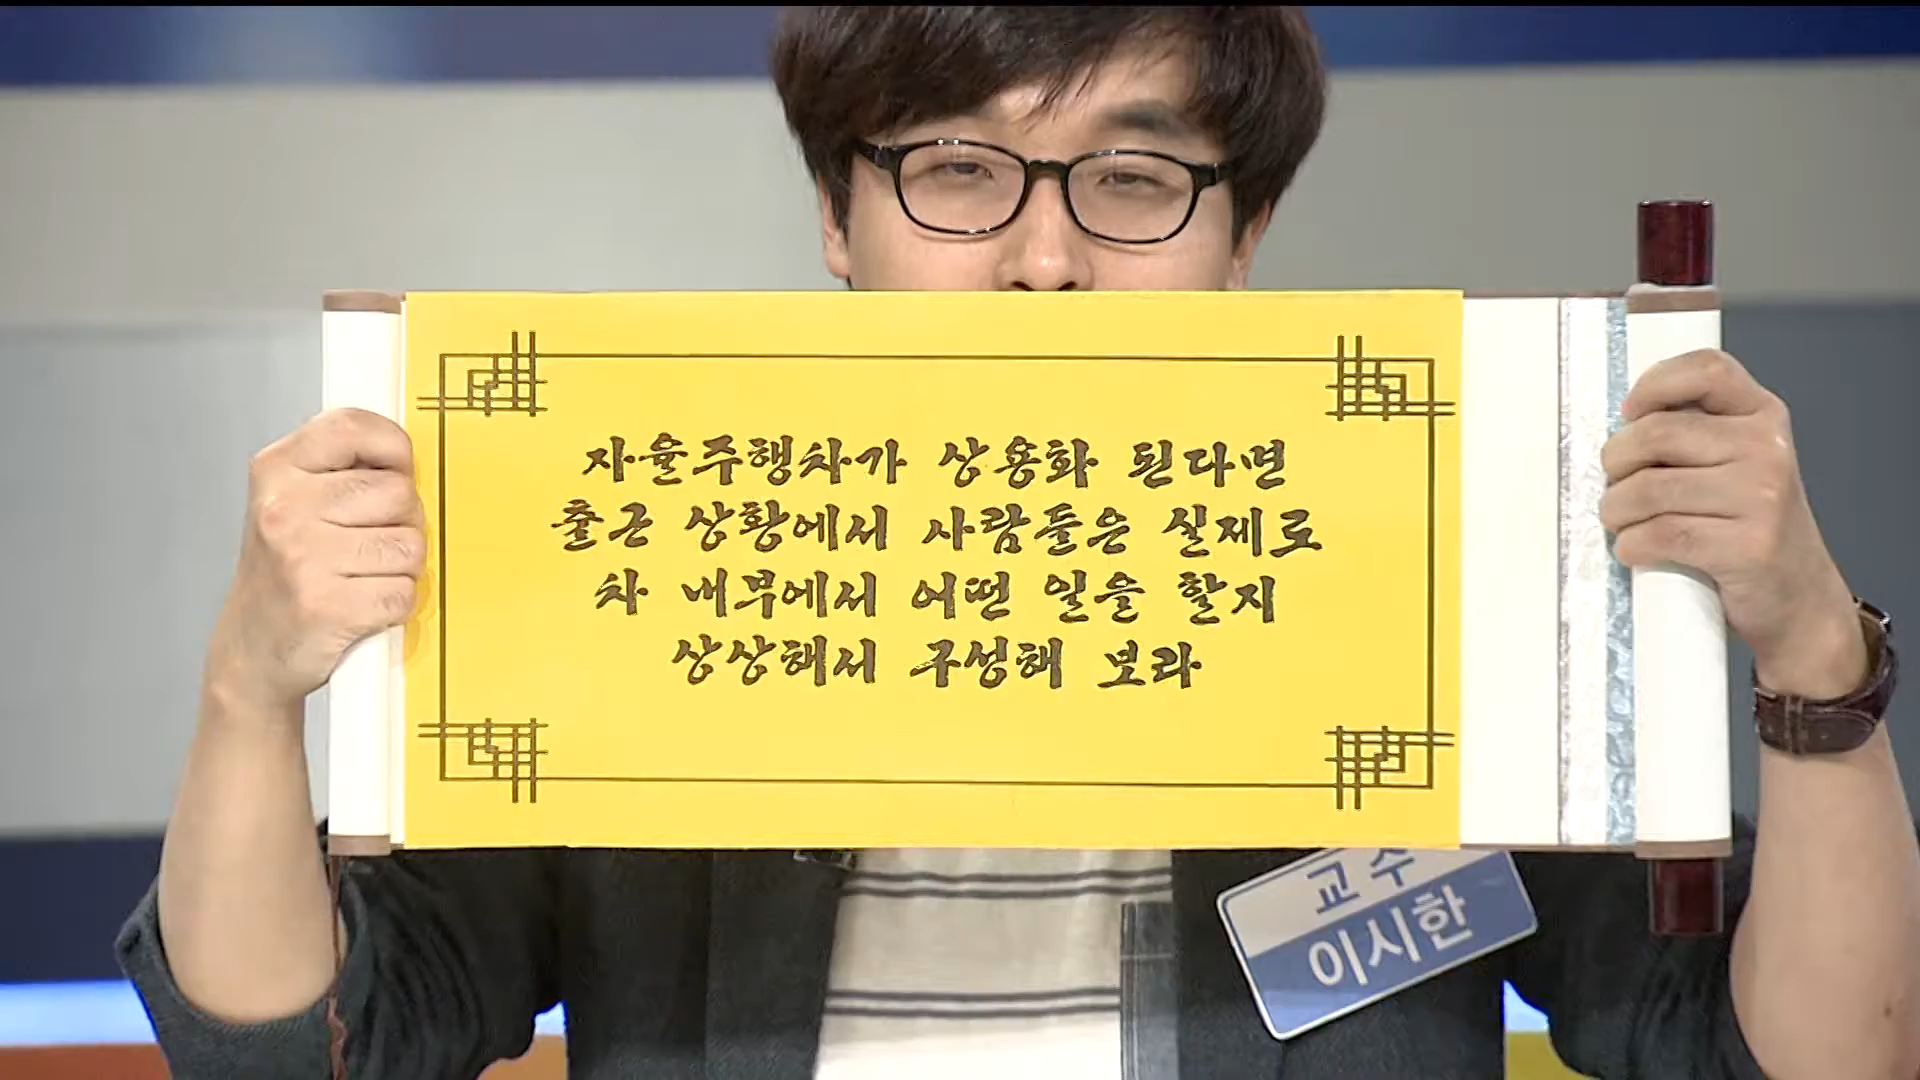 자율주행차가 상용화 된다면
출근 상황에서 사람들은 실제로
차 내부에서 어떤 일을 할지
상상해서 구성해 보라
교수
이시한